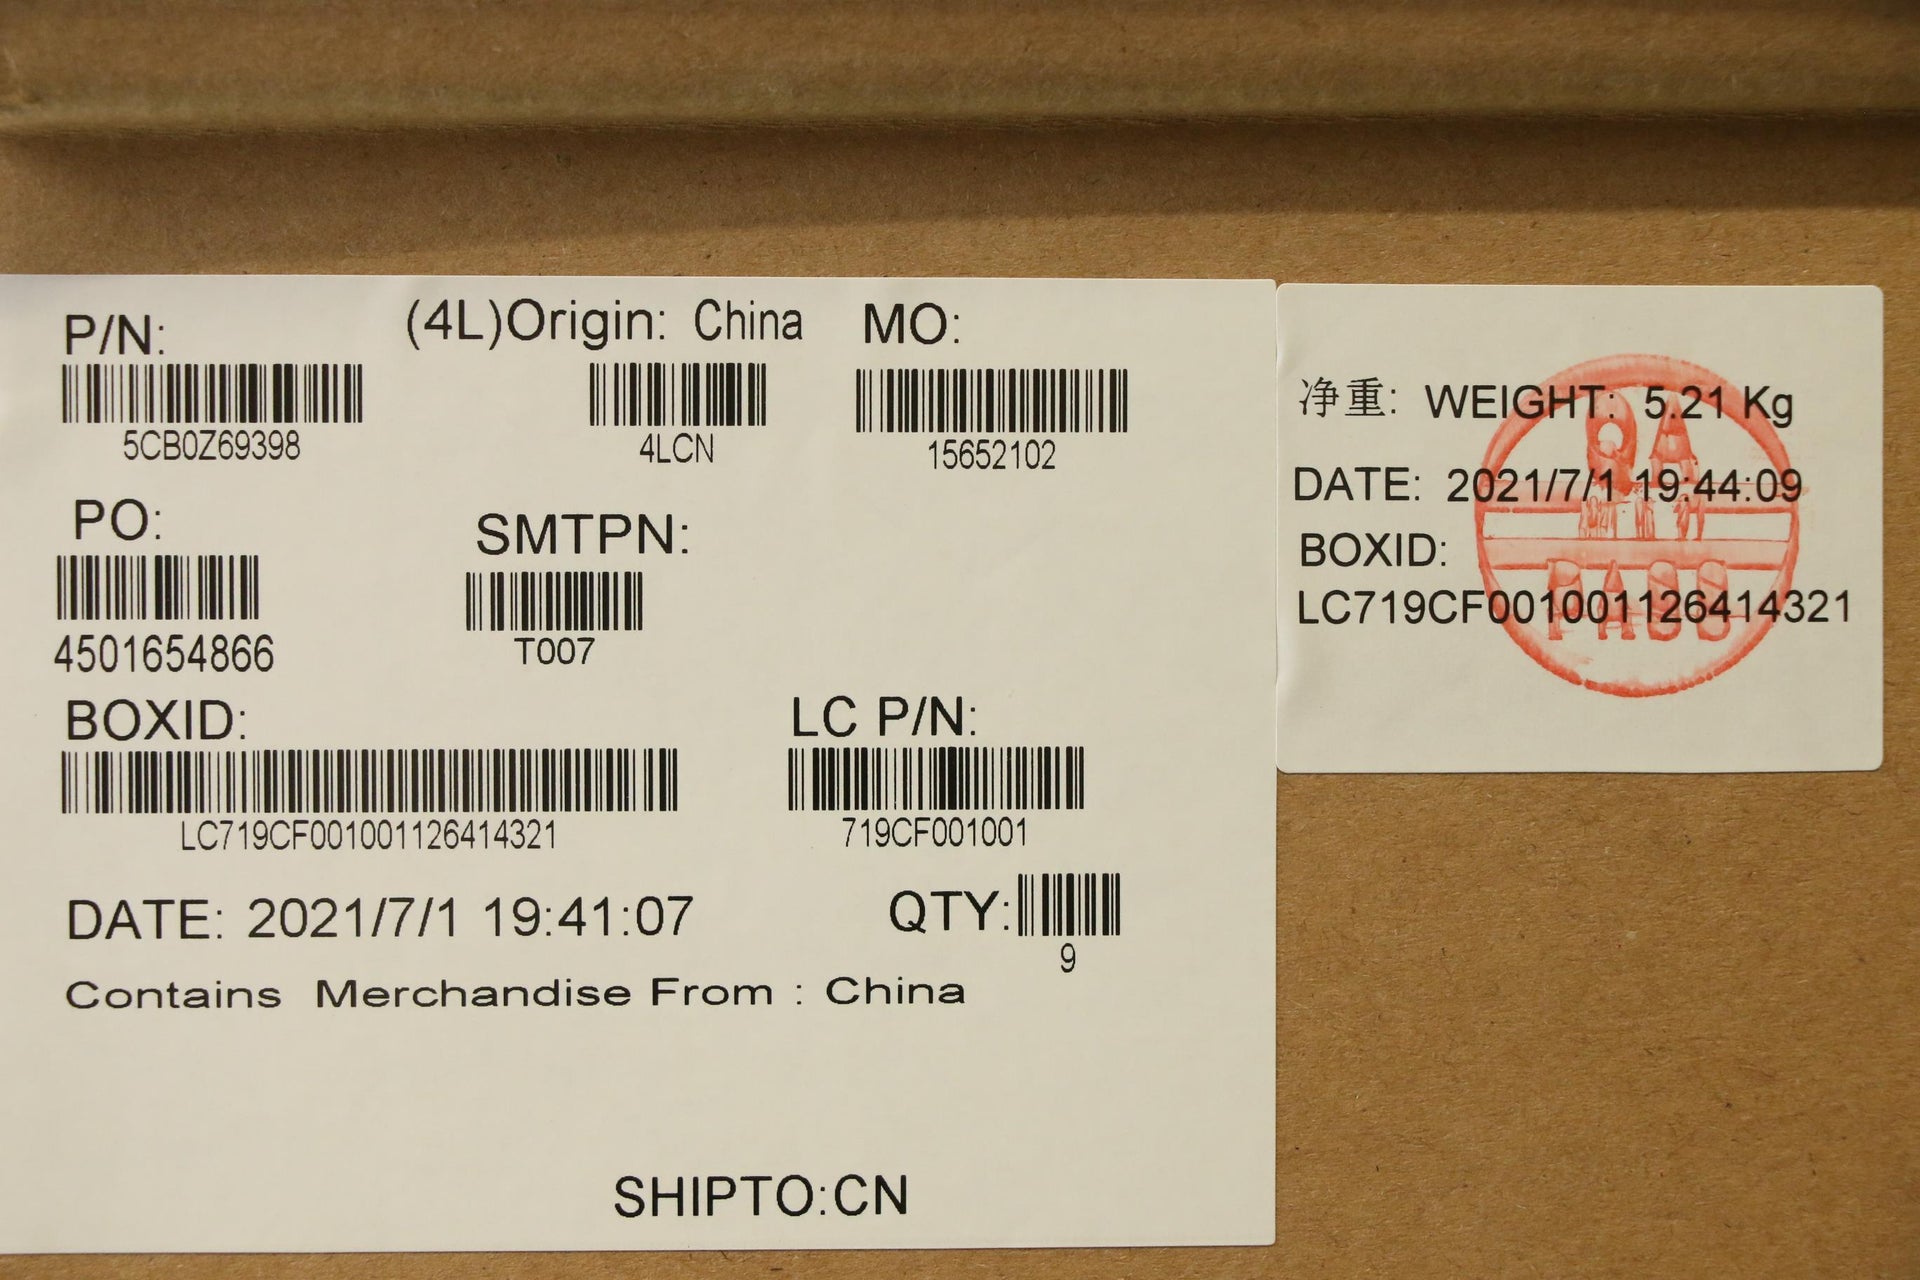 P/N:
5CB0Z69398
(4L)Origin: China
4LCN
MO:
15652102
PO:
4501654866
SMTPN:
T007
BOXID:
LC719CF001001126414321
LC P/N:
719CF001001
DATE: 2021/7/1 19:41:07
QTY:
9
Contains Merchandise From : China
SHIPTO:CN
净重: WEIGHT: 5.21 Kg
DATE: 2021/7/1 19:44:09
BOXID:
LC719CF001001126414321
QA
PASS